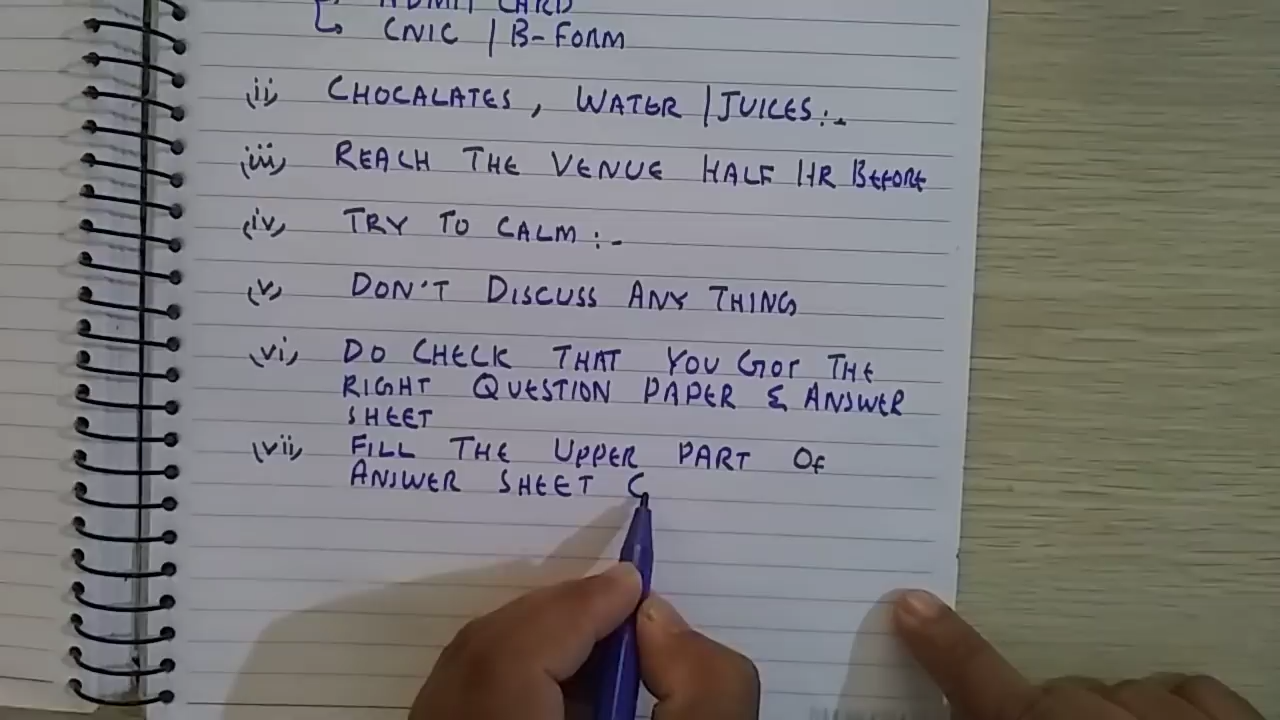 ADMIT CARD
CNIC | B-FORM
(ii) CHOCALATES, WATER | JUICES:-
(iii) REACH THE VENUE HALF HR BEFORE
(iv) TRY TO CALM:-
(v) DON'T DISCUSS ANY THING
(vi) DO CHECK THAT YOU GOT THE
RIGHT QUESTION PAPER & ANSWER
SHEET
(vii) FILL THE UPPER PART OF
ANSWER SHEET C